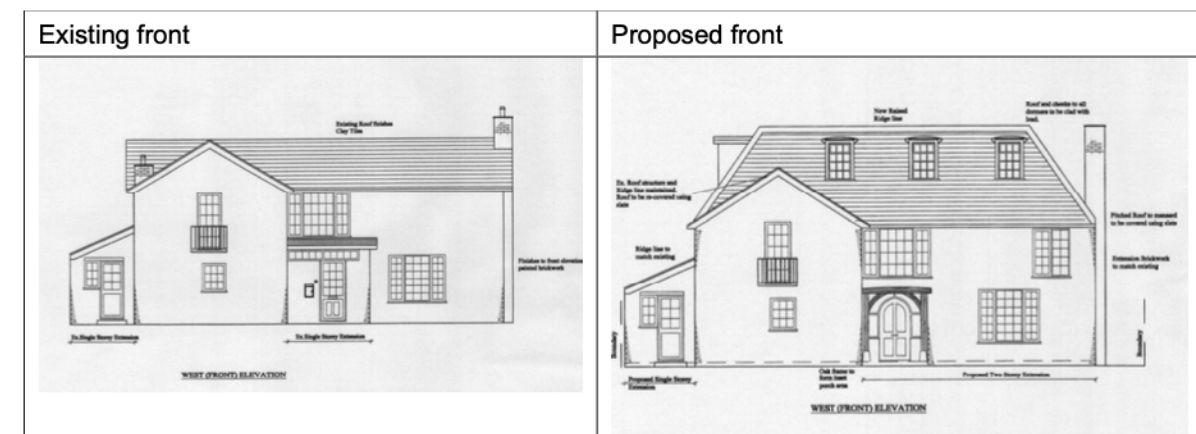 Existing front
Proposed front
Existing Roof finishes
Clay Tiles
Finishes to front elevation
painted brickwork
Ex.Single Storey Extension
Ex.Single Storey Extension
WEST (FRONT) ELEVATION
New Raised
Ridge line
Roof and cheeks to all
dormers to be clad with
lead.
Ex. Roof structure and
Ridge line maintained.
Roof to be re-covered using
slate
Ridge line to
match existing
Pitched Roof to mansard
to be covered using slate
Extension Brickwork
to match existing
Boundary
Boundary
Proposed Single Storey
Extension
Oak frame to
form
porch area
Proposed Two Storey Extension
WEST (FRONT) ELEVATION